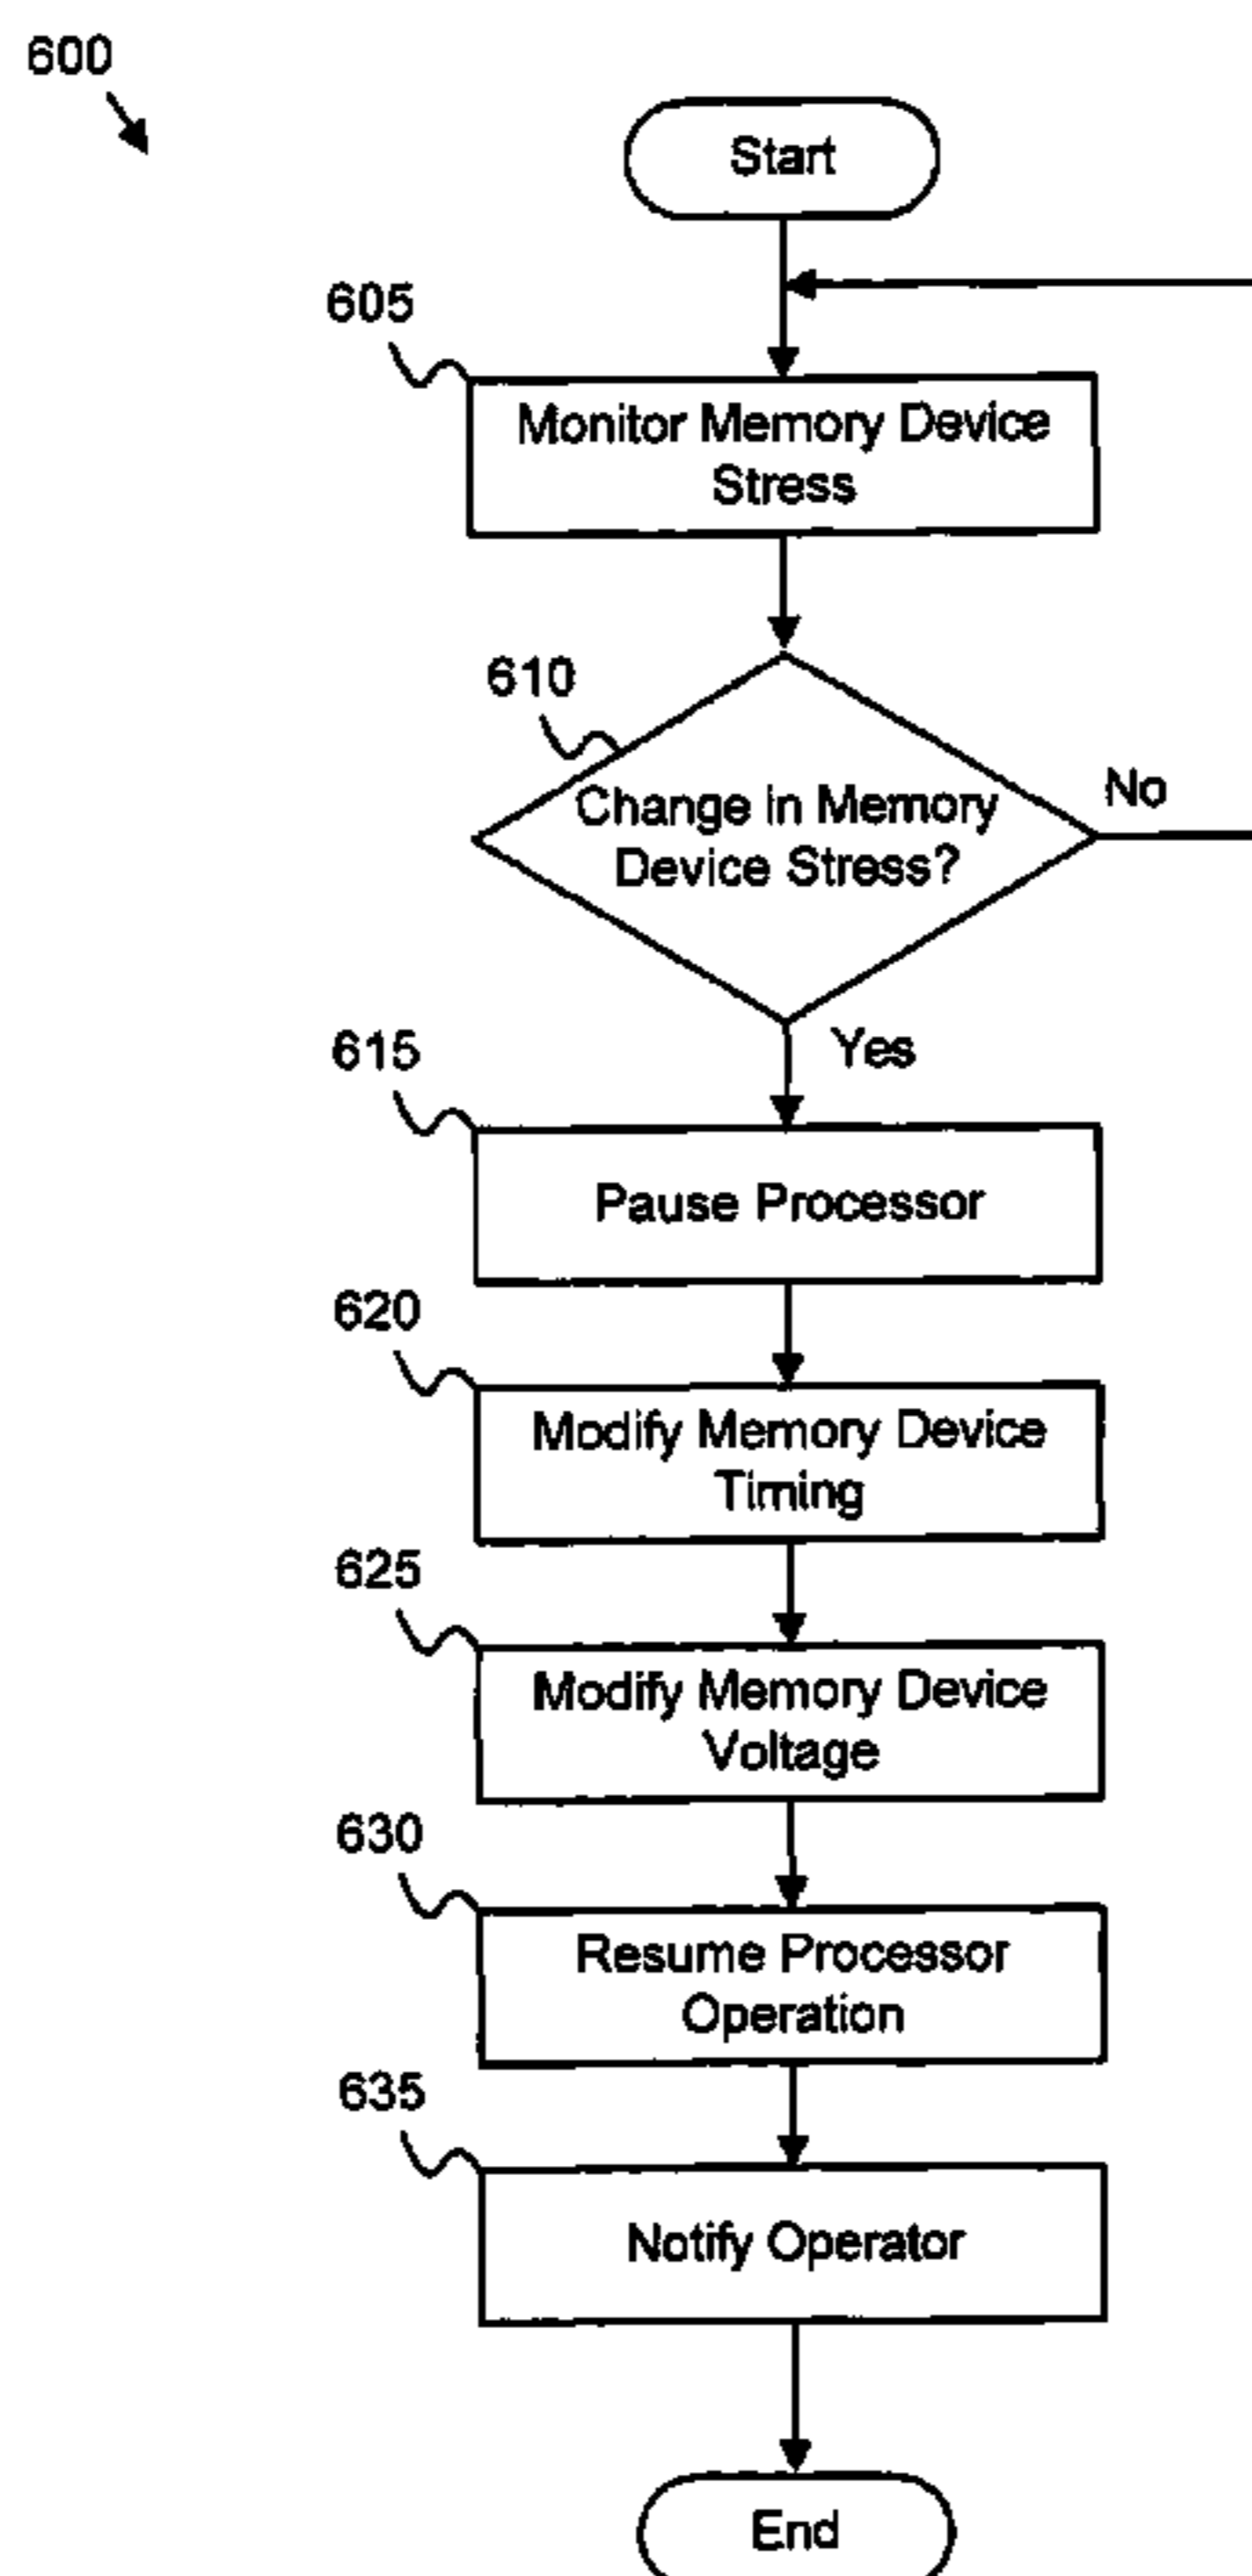 600
Start
605
Monitor Memory Device
Stress
610
Change in Memory
Device Stress?
No
Yes
615
Pause Processor
620
Modify Memory Device
Timing
625
Modify Memory Device
Voltage
630
Resume Processor
Operation
635
Notify Operator
End